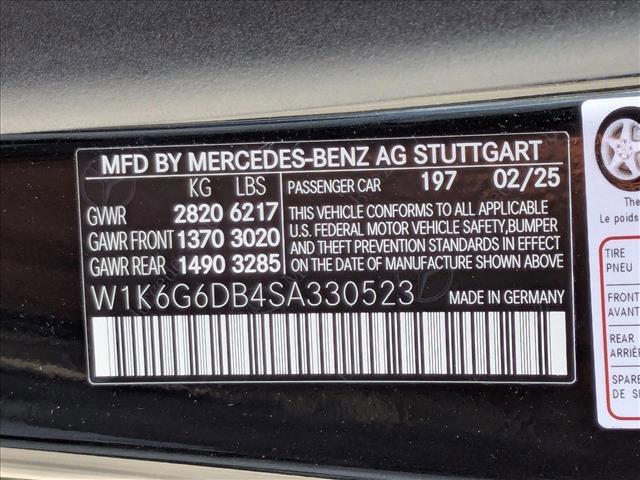 MFD BY MERCEDES-BENZ AG STUTTGART
KG LBS
GWWR 2820 6217
GAWR FRONT 1370 3020
GAWR REAR 1490 3285
PASSENGER CAR 197 02/25
THIS VEHICLE CONFORMS TO ALL APPLICABLE
U.S. FEDERAL MOTOR VEHICLE SAFETY,BUMPER
AND THEFT PREVENTION STANDARDS IN EFFECT
ON THE DATE OF MANUFACTURE SHOWN ABOVE
W1K6G6DB4SA330523 MADE IN GERMANY
The
Le poids
TIRE
PNEU
FRONT
AVANT
REAR
ARRIÈR
SPARE
DE S